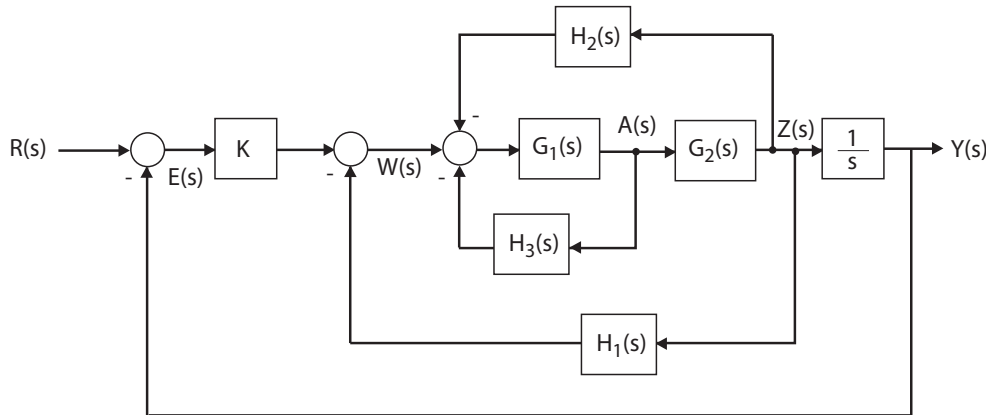 H2(s)
-
A(s)
Z(s)
R(s)
K
G1(s)
G2(s)
1
s
Y(s)
-
E(s)
-
W(s)
-
H3(s)
H1(s)